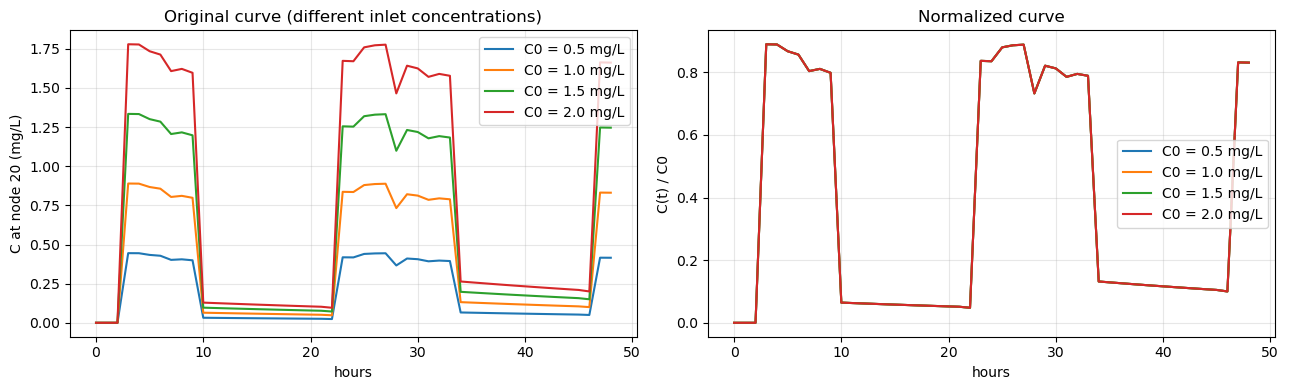 Original curve (different inlet concentrations)
C at node 20 (mg/L)
1.75
1.50
1.25
1.00
0.75
0.50
0.25
0.00
C0 = 0.5 mg/L
C0 = 1.0 mg/L
C0 = 1.5 mg/L
C0 = 2.0 mg/L
0 10 20 30 40 50
hours
Normalized curve
C(t) / C0
0.8
0.6
0.4
0.2
0.0
C0 = 0.5 mg/L
C0 = 1.0 mg/L
C0 = 1.5 mg/L
C0 = 2.0 mg/L
0 10 20 30 40 50
hours